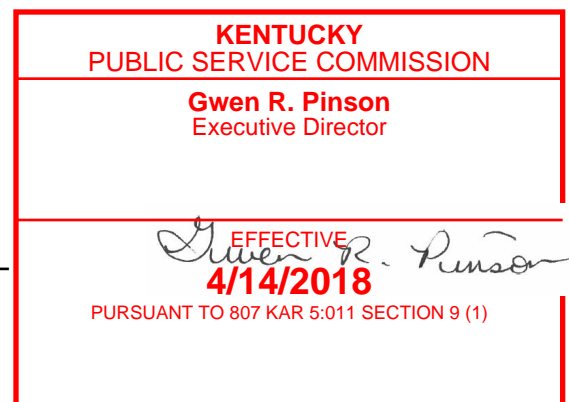 KENTUCKY
PUBLIC SERVICE COMMISSION
Gwen R. Pinson
Executive Director
Gwen R. Pinson
EFFECTIVE
4/14/2018
PURSUANT TO 807 KAR 5:011 SECTION 9 (1)